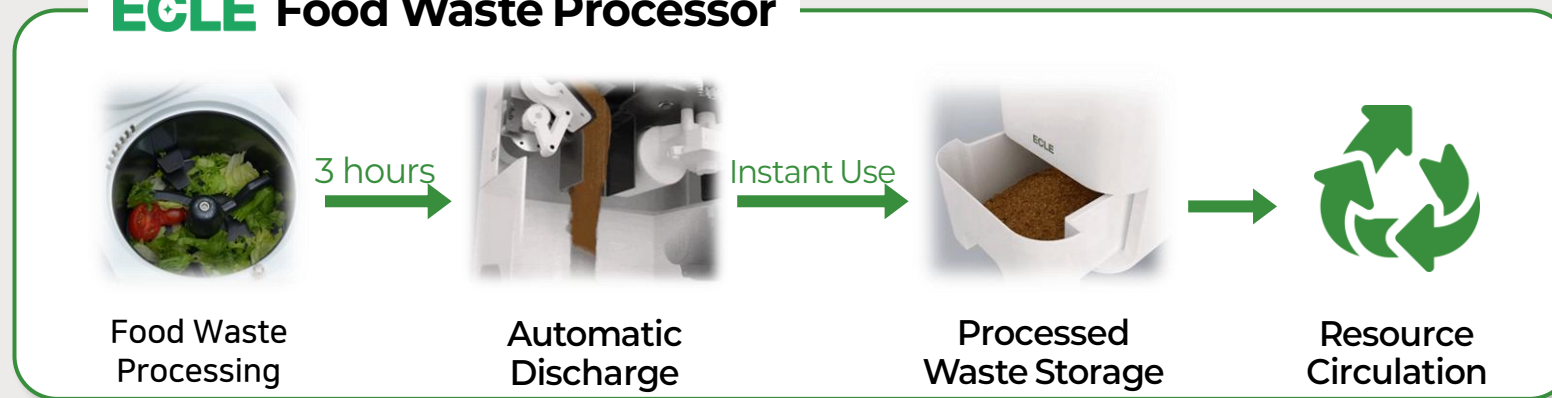 ECLE Food Waste Processor
3 hours
Instant Use
ECLE
Food Waste
Processing
Automatic
Discharge
Processed
Waste Storage
Resource
Circulation